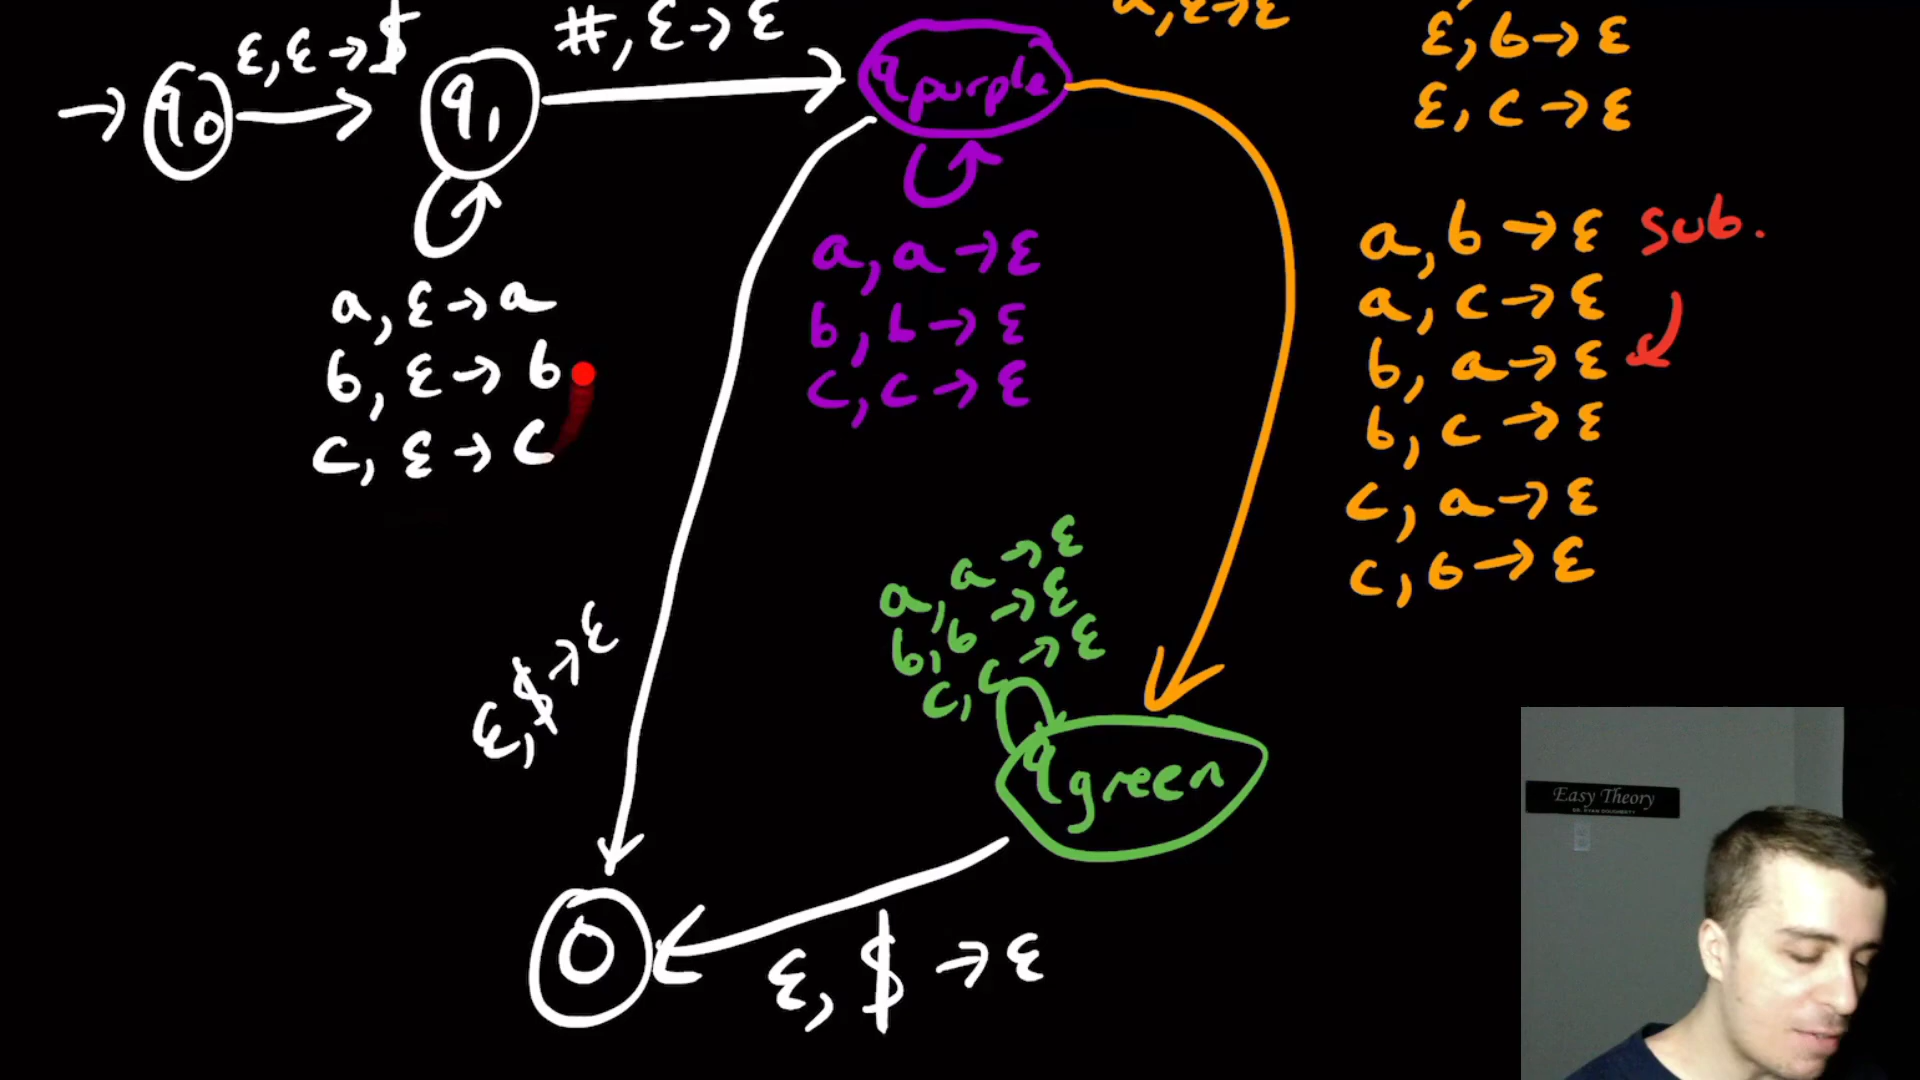 ε, ε → $
#, ε → ε
a, ε → ε
→ q₀
q₁
qpurple
ε, b → ε
ε, c → ε
a, ε → a
b, ε → b
c, ε → c
a, a → ε
b, b → ε
c, c → ε
a, b → ε sub.
a, c → ε
b, a → ε
b, c → ε
c, a → ε
c, b → ε
a, a → ε
b, b → ε
c, c → ε
ε, $ → ε
qgreen
ε, $ → ε
Easy Theory